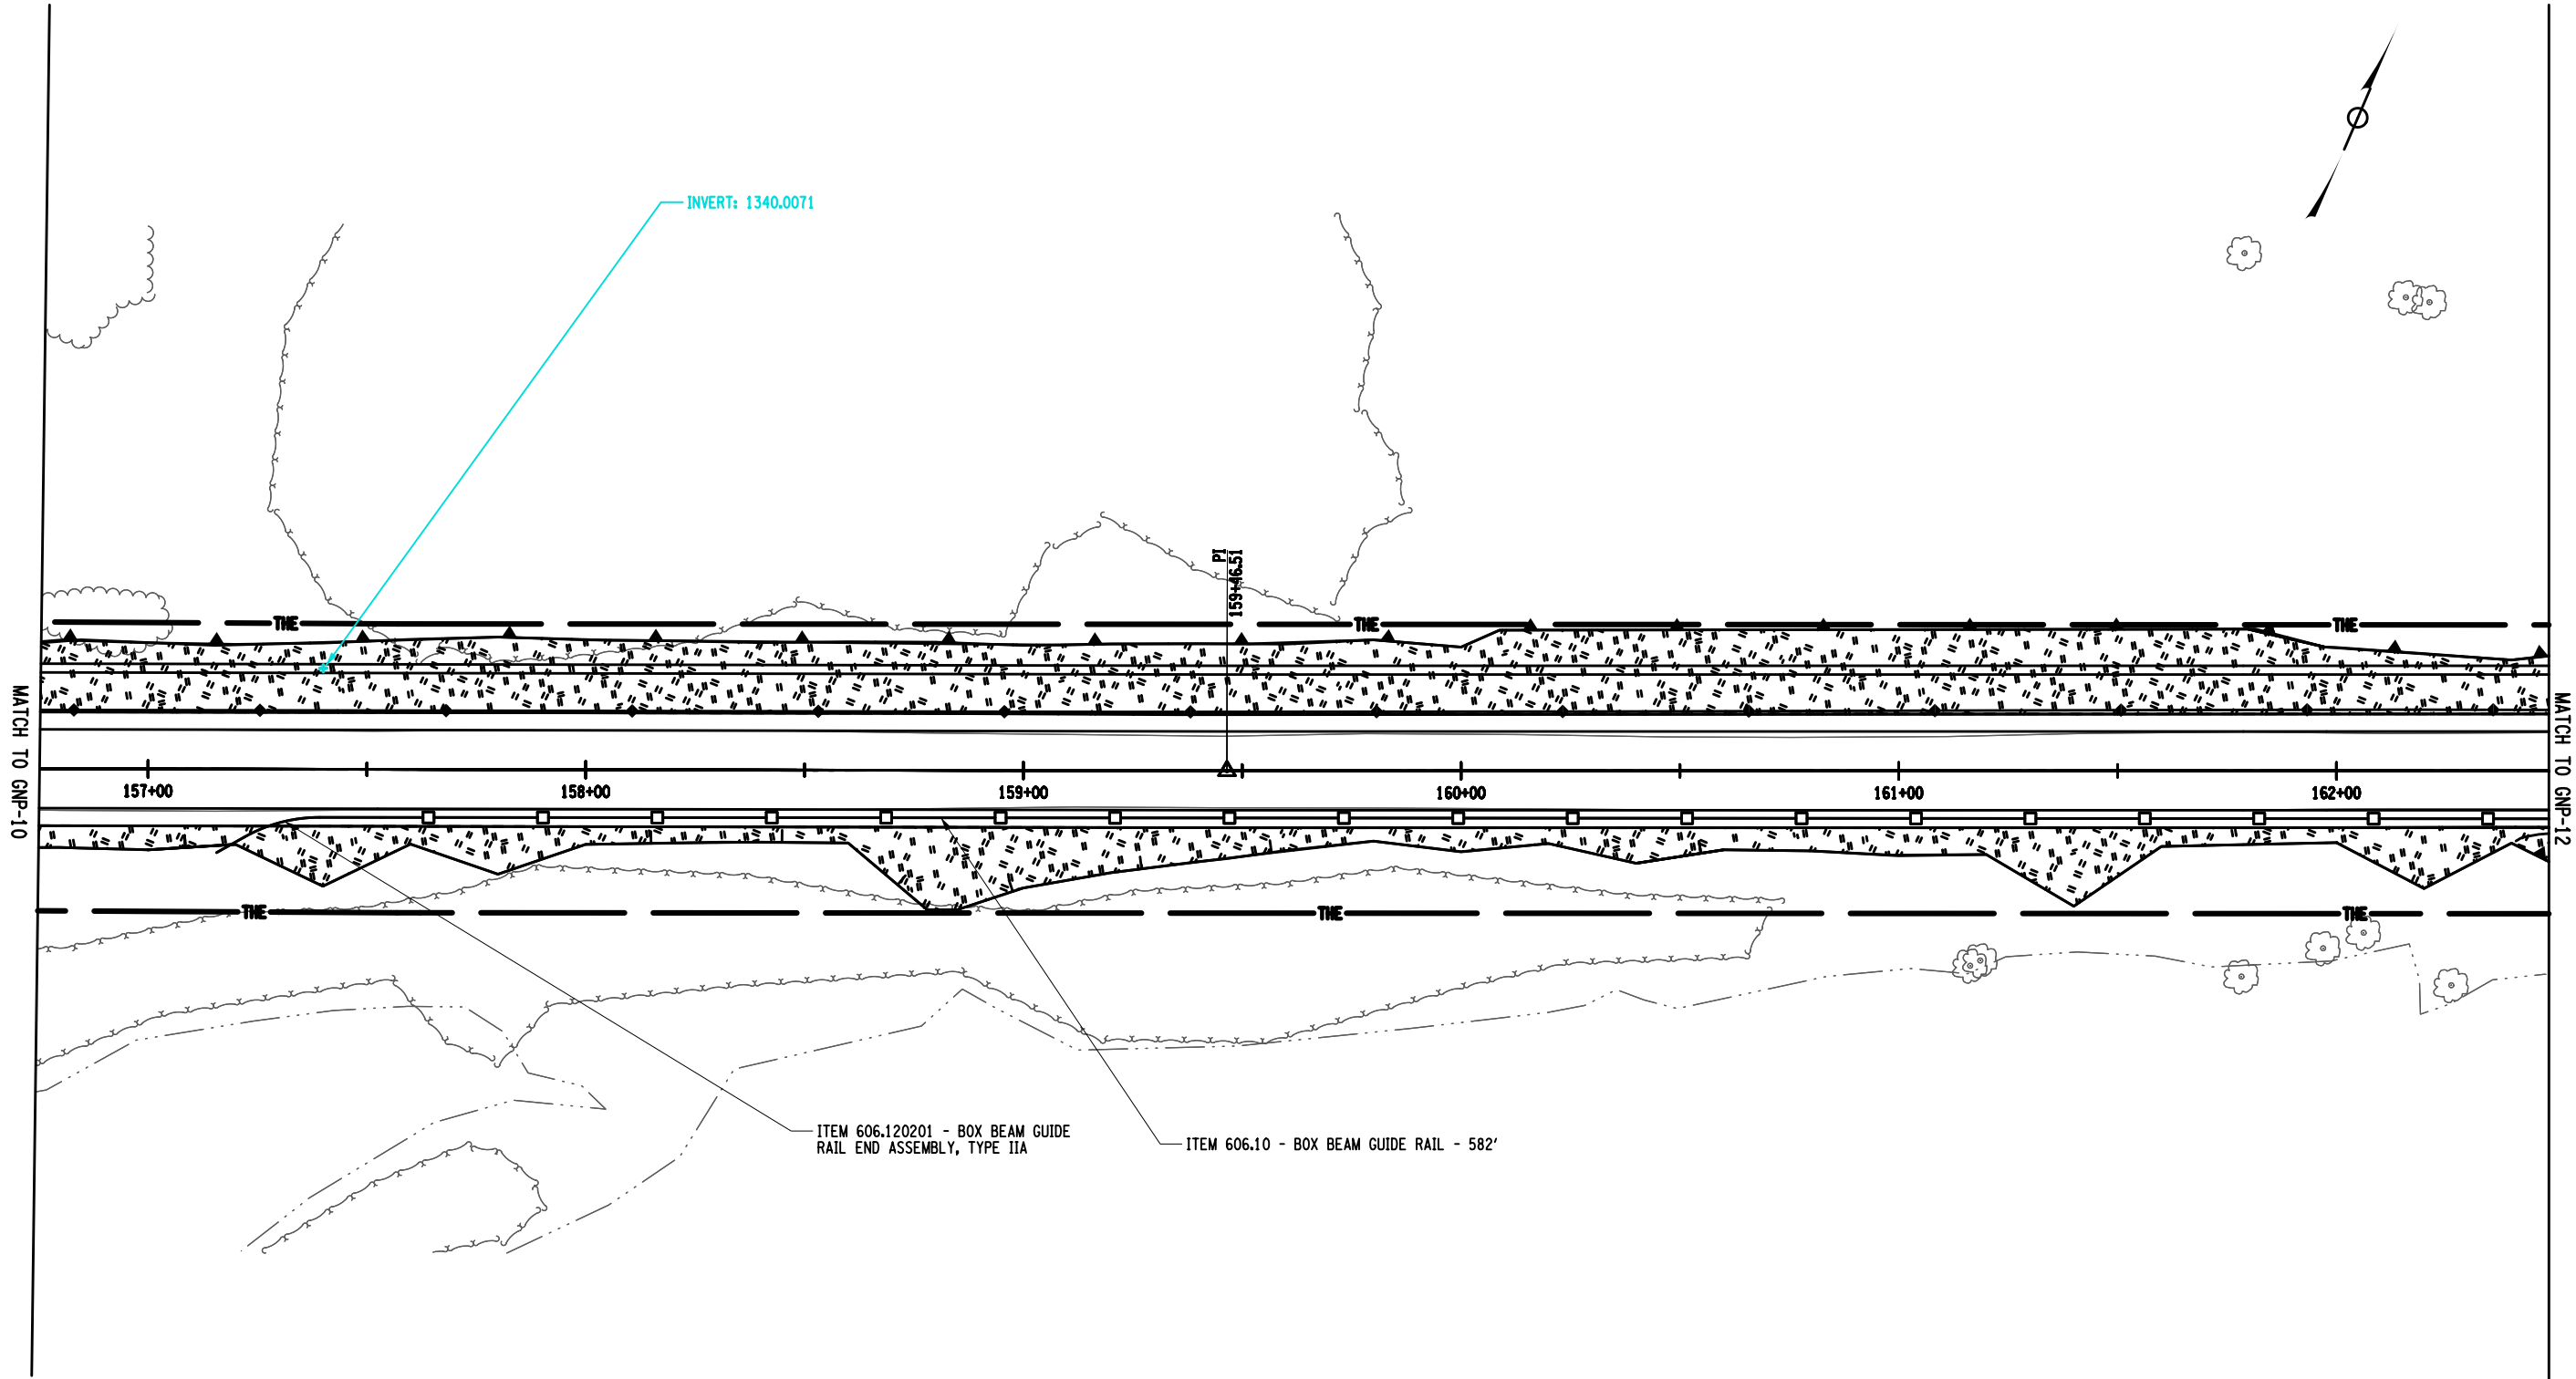 INVERT: 1340.0071
PI
159+46.51
THE
THE
THE
MATCH TO GNP-10
MATCH TO GNP-12
157+00
158+00
159+00
160+00
161+00
162+00
THE
THE
THE
ITEM 606.120201 - BOX BEAM GUIDE
RAIL END ASSEMBLY, TYPE IIA
ITEM 606.10 - BOX BEAM GUIDE RAIL - 582'